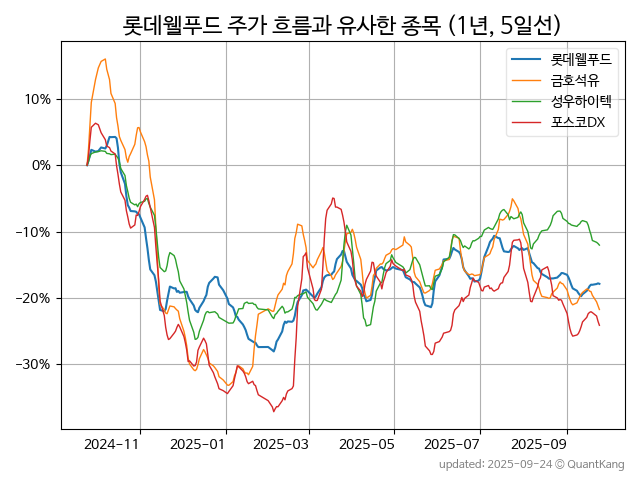 롯데웰푸드 주가 흐름과 유사한 종목 (1년, 5일선)
롯데웰푸드
금호석유
성우하이텍
포스코DX
10%
0%
−10%
−20%
−30%
2024-11
2025-01
2025-03
2025-05
2025-07
2025-09
updated: 2025-09-24 © QuantKang